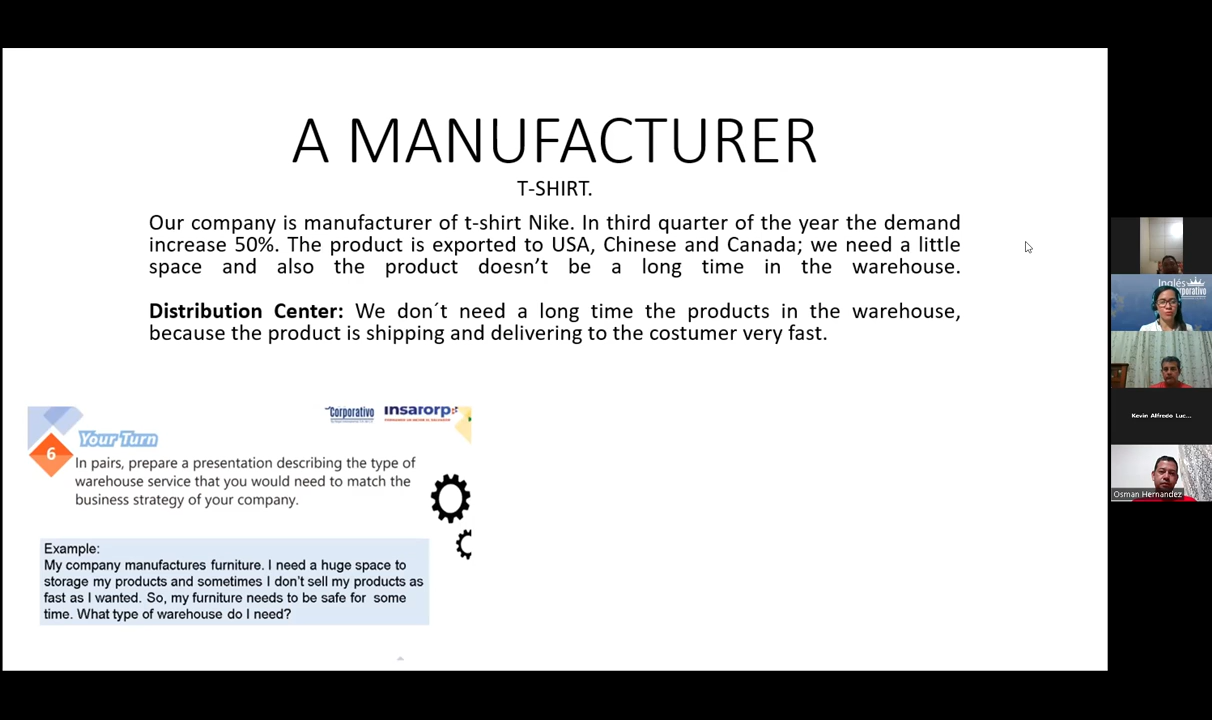 A MANUFACTURER
T-SHIRT.
Our company is manufacturer of t-shirt Nike. In third quarter of the year the demand
increase 50%. The product is exported to USA, Chinese and Canada; we need a little
space and also the product doesn’t be a long time in the warehouse.
Distribution Center: We don´t need a long time the products in the warehouse,
because the product is shipping and delivering to the costumer very fast.
Corporativo insaforp
Your Turn
6
In pairs, prepare a presentation describing the type of
warehouse service that you would need to match the
business strategy of your company.
Example:
My company manufactures furniture. I need a huge space to
storage my products and sometimes I don't sell my products as
fast as I wanted. So, my furniture needs to be safe for some
time. What type of warehouse do I need?
Inglés
Kevin Alfredo Luc...
Osman Hernandez